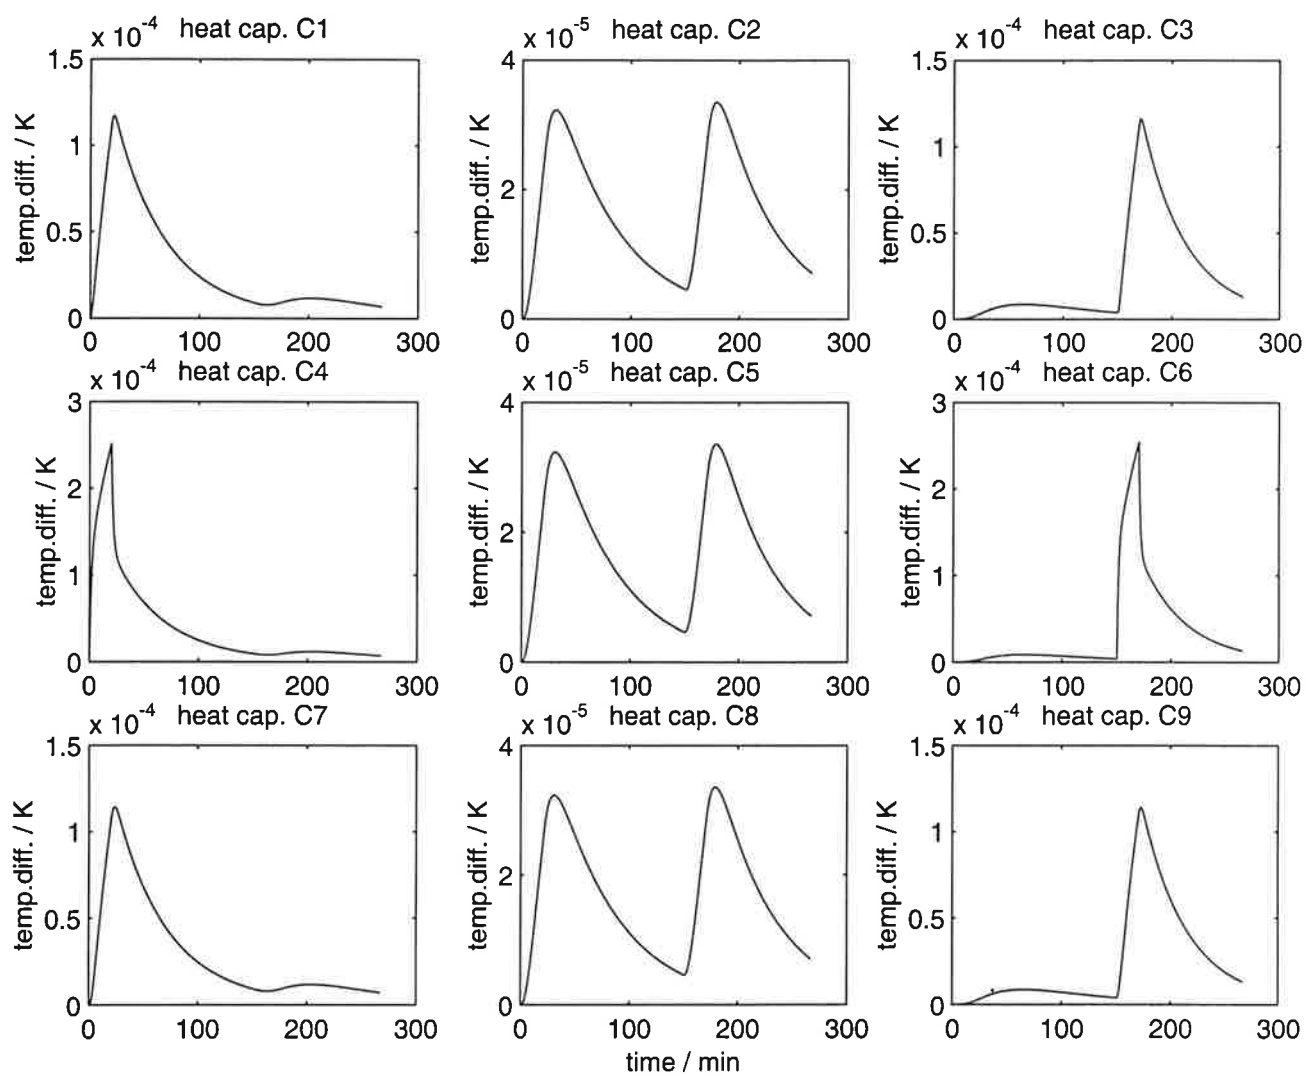 x 10-4 heat cap. C1
1.5
1
0.5
0
temp.diff. / K
0 100 200 300
x 10-5 heat cap. C2
4
2
0
temp.diff. / K
0 100 200 300
x 10-4 heat cap. C3
1.5
1
0.5
0
temp.diff. / K
0 100 200 300
x 10-4 heat cap. C4
3
2
1
0
temp.diff. / K
0 100 200 300
x 10-5 heat cap. C5
4
2
0
temp.diff. / K
0 100 200 300
x 10-4 heat cap. C6
3
2
1
0
temp.diff. / K
0 100 200 300
x 10-4 heat cap. C7
1.5
1
0.5
0
temp.diff. / K
0 100 200 300
x 10-5 heat cap. C8
4
2
0
temp.diff. / K
0 100 200 300
time / min
x 10-4 heat cap. C9
1.5
1
0.5
0
temp.diff. / K
0 100 200 300